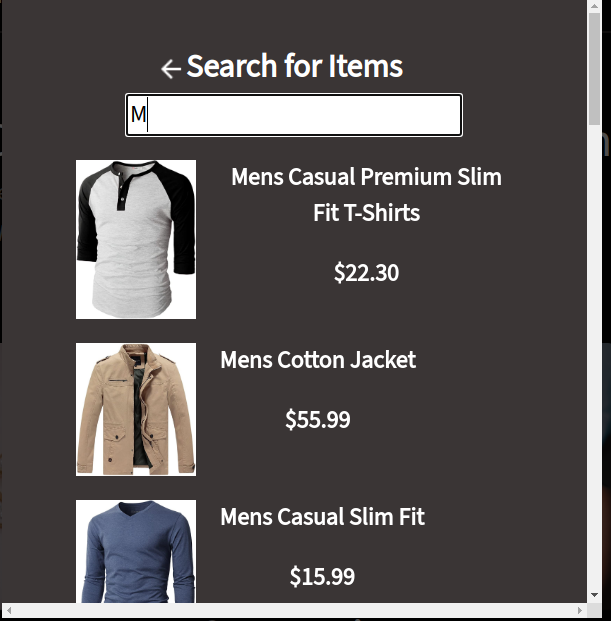 Search for Items
M
Mens Casual Premium Slim
Fit T-Shirts
$22.30
Mens Cotton Jacket
$55.99
Mens Casual Slim Fit
$15.99